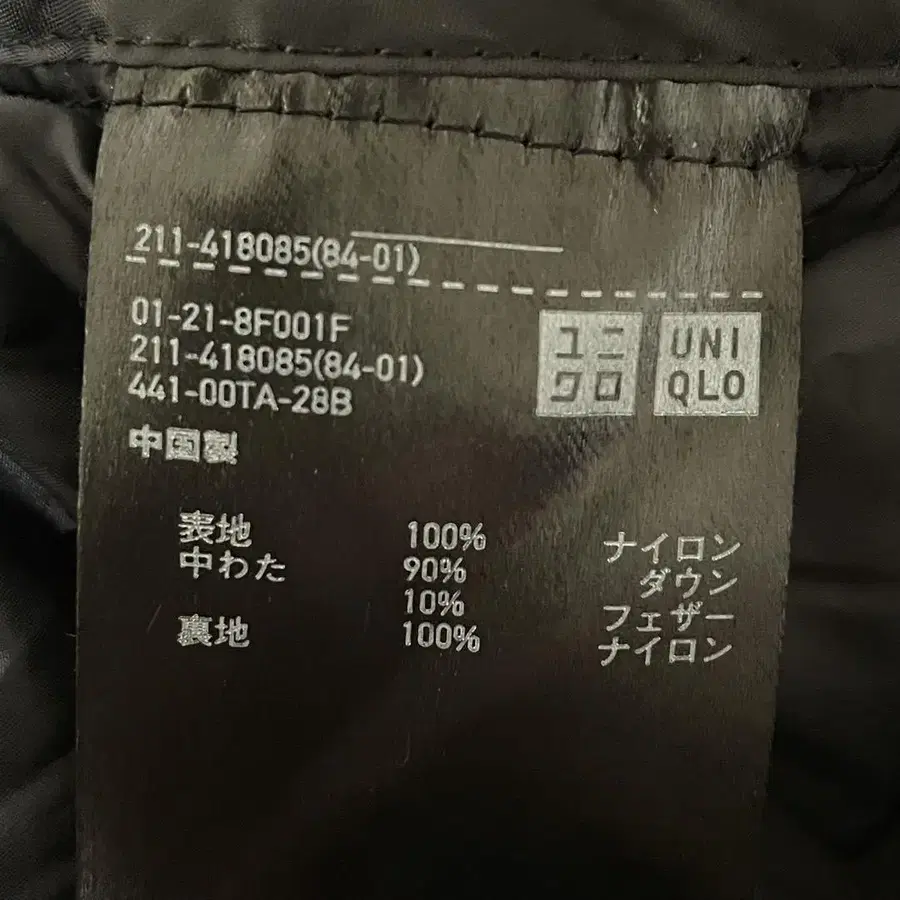 211-418085(84-01)
01-21-8F001F
211-418085(84-01)
441-00TA-28B
中国製
ユニ
クロ
UNI
QLO
表地 100% ナイロン
中わた 90% ダウン
10% フェザー
裏地 100% ナイロン